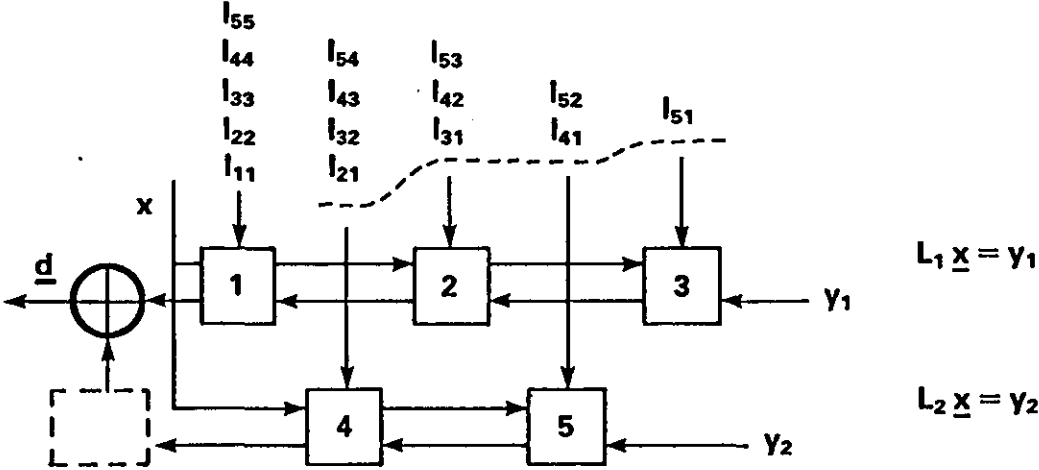 l₅₅
l₄₄ l₅₄ l₅₃
l₃₃ l₄₃ l₄₂ l₅₂ l₅₁
l₂₂ l₃₂ l₃₁ l₄₁
l₁₁ l₂₁
x
d
1 2 3
L₁ x = y₁
y₁
4 5
L₂ x = y₂
y₂